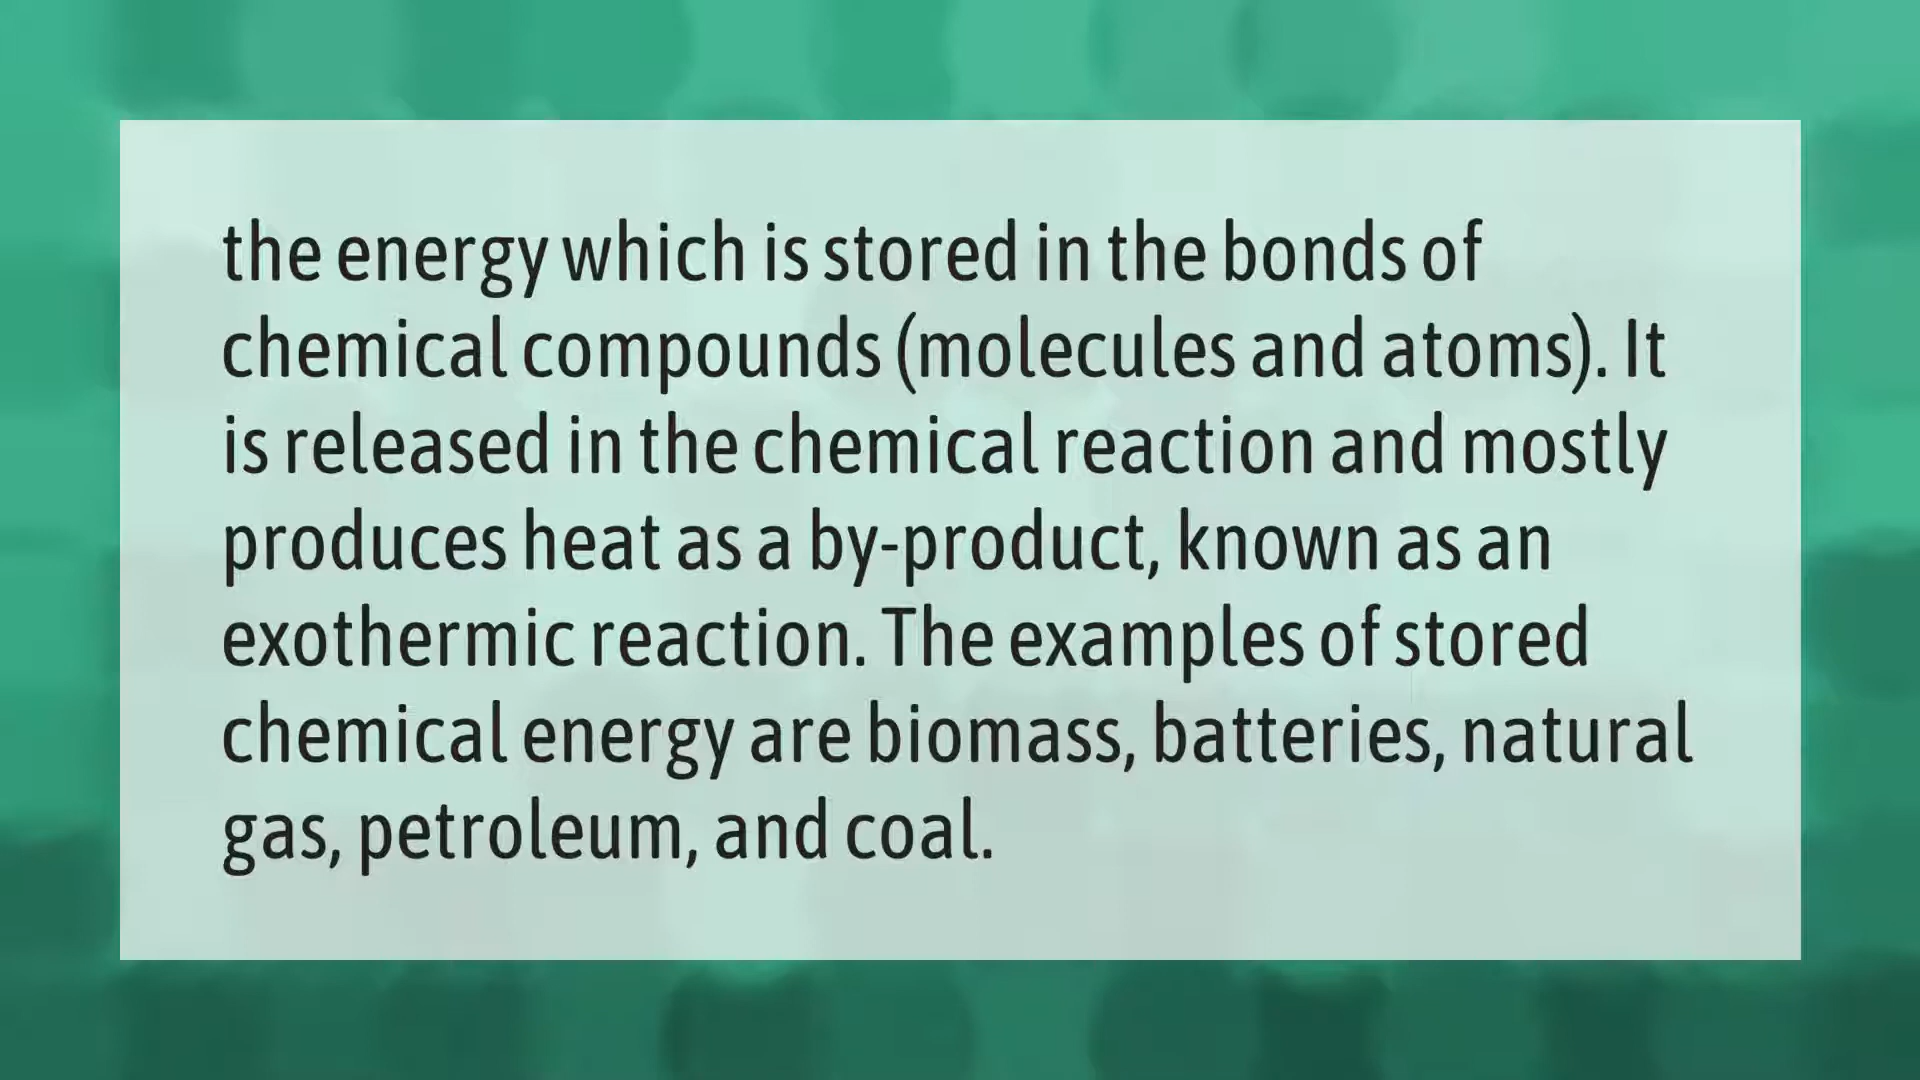 the energy which is stored in the bonds of
chemical compounds (molecules and atoms). It
is released in the chemical reaction and mostly
produces heat as a by-product, known as an
exothermic reaction. The examples of stored
chemical energy are biomass, batteries, natural
gas, petroleum, and coal.